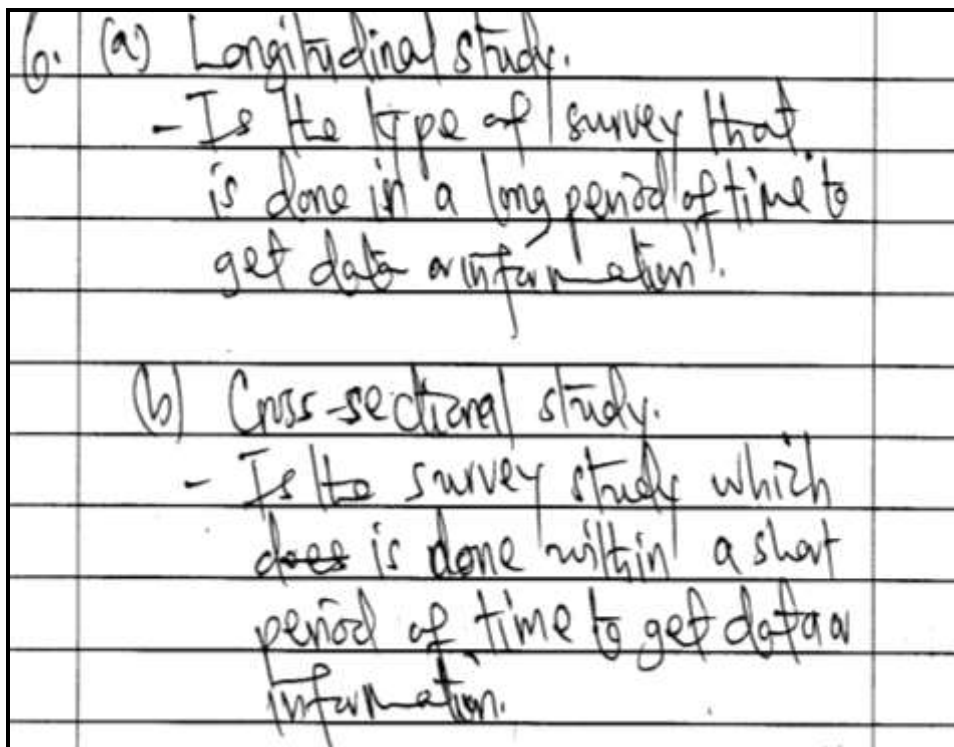 6. (a) Longitudinal study.
- Is the type of survey that
is done in a long period of time to
get data or information.
(b) Cross-sectional study.
- Is the survey study which
does is done within a short
period of time to get data or
information.